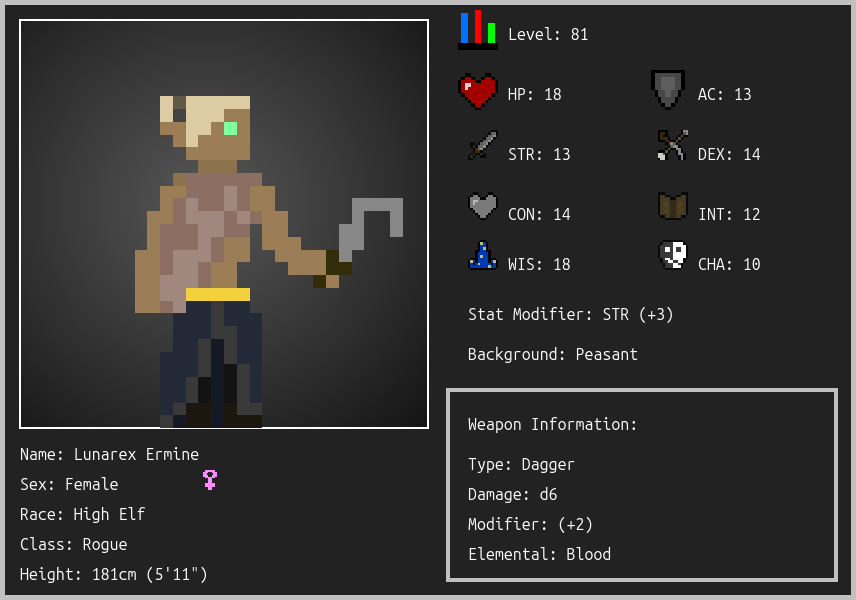 Level: 81
HP: 18
AC: 13
STR: 13
DEX: 14
CON: 14
INT: 12
WIS: 18
CHA: 10
Stat Modifier: STR (+3)
Background: Peasant
Weapon Information:
Type: Dagger
Damage: d6
Modifier: (+2)
Elemental: Blood
Name: Lunarex Ermine
Sex: Female
Race: High Elf
Class: Rogue
Height: 181cm (5'11")